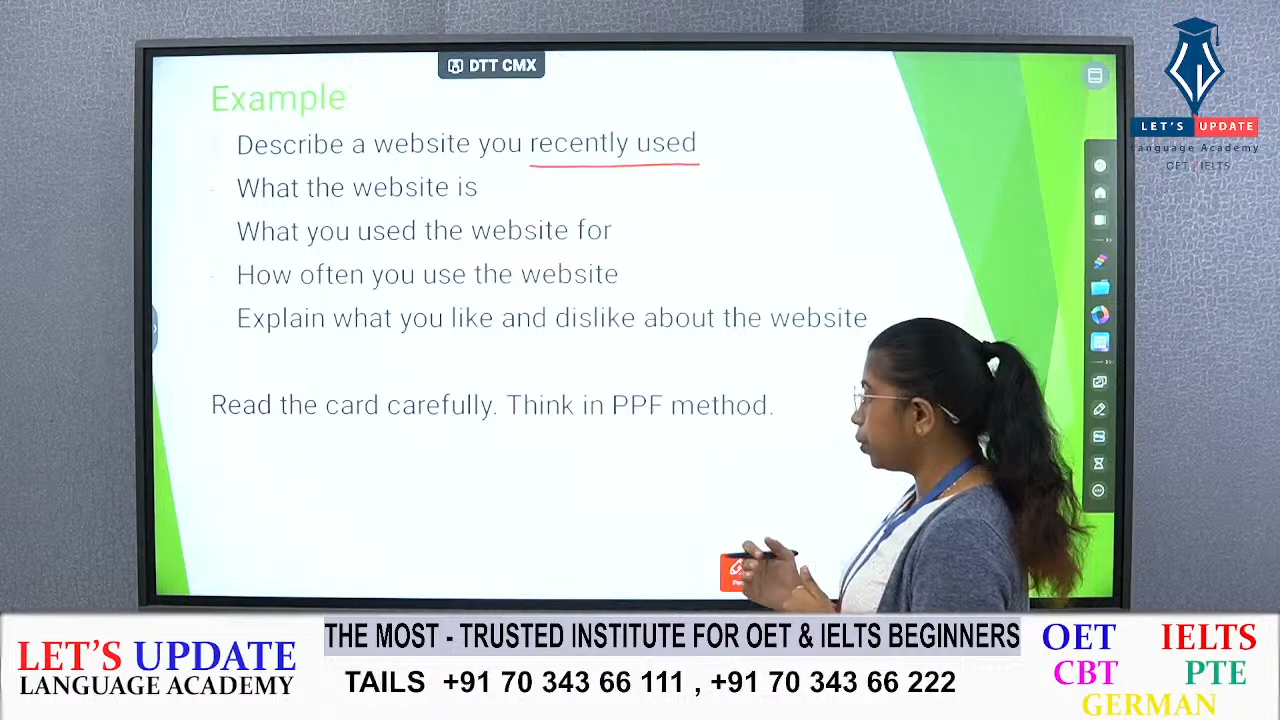 DTT CMX
Example
Describe a website you recently used
What the website is
What you used the website for
How often you use the website
Explain what you like and dislike about the website
Read the card carefully. Think in PPF method.
LET'S UPDATE
Language Academy
OET / IELTS
LET'S UPDATE
LANGUAGE ACADEMY
THE MOST - TRUSTED INSTITUTE FOR OET & IELTS BEGINNERS
TAILS +91 70 343 66 111 , +91 70 343 66 222
OET IELTS
CBT PTE
GERMAN